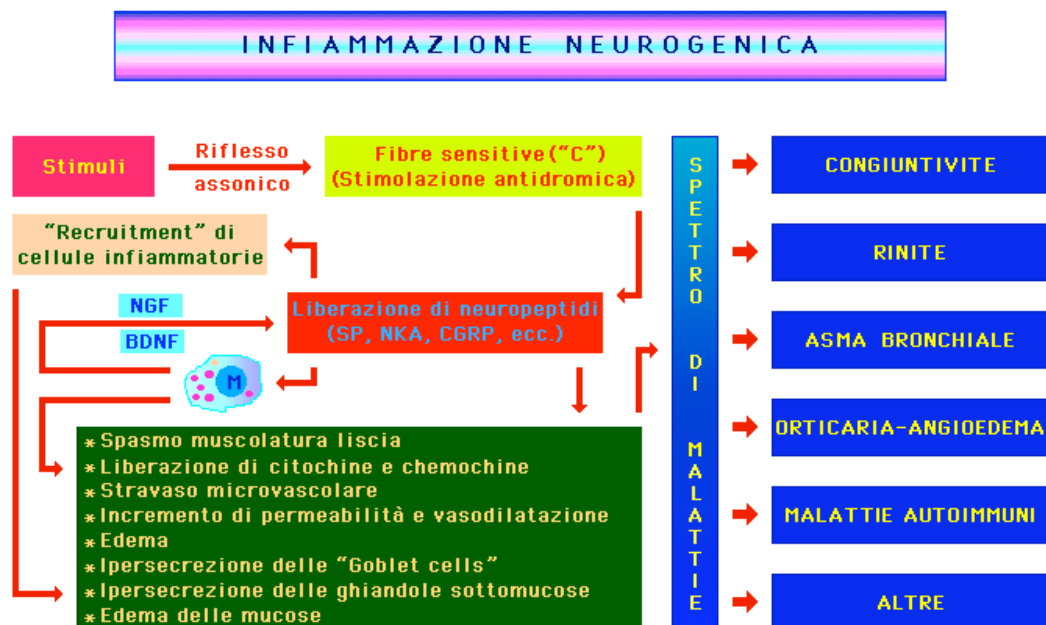 INFIAMMAZIONE NEUROGENICA
Stimuli
Riflesso
assonico
Fibre sensitive ("C")
(Stimolazione antidromica)
"Recruitment" di
cellule infiammatorie
NGF
BDNF
Liberazione di neuropeptidi
(SP, NKA, CGRP, ecc.)
M
* Spasmo muscolatura liscia
* Liberazione di citochine e chemochine
* Stravaso microvascolare
* Incremento di permeabilità e vasodilatazione
* Edema
* Ipersecrezione delle "Goblet cells"
* Ipersecrezione delle ghiandole sottomucose
* Edema delle mucose
SPETTRO DI MALATTIE
CONGIUNTIVITE
RINITE
ASMA BRONCHIALE
ORTICARIA-ANGIOEDEMA
MALATTIE AUTOIMMUNI
ALTRE